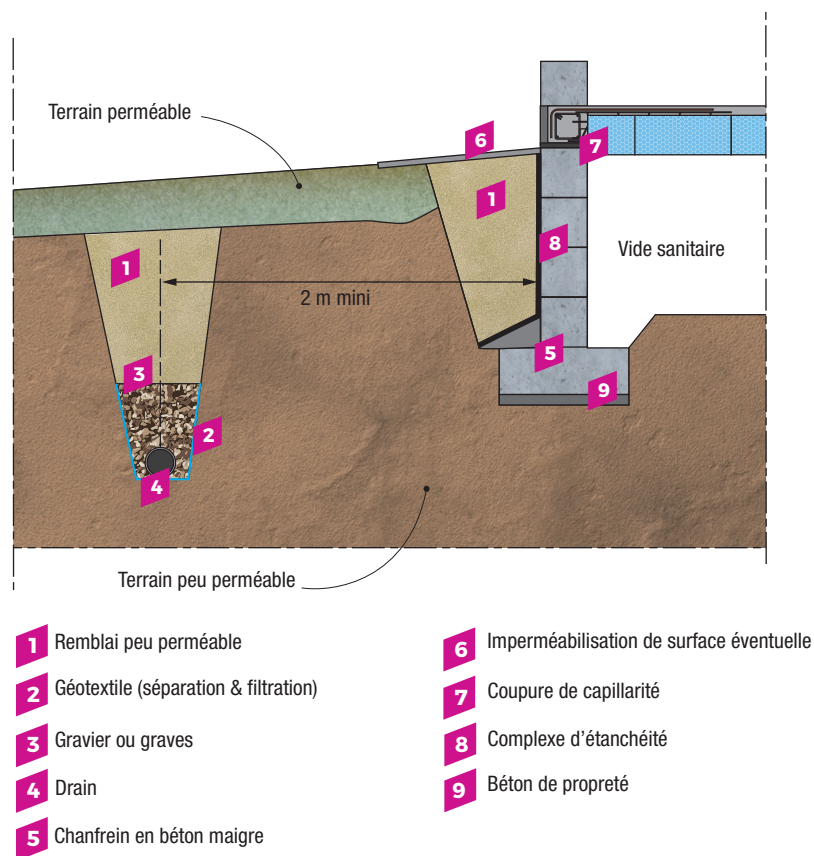 Terrain perméable
6
7
1
8
Vide sanitaire
1
2 m mini
5
3
9
2
4
Terrain peu perméable
1 Remblai peu perméable
2 Géotextile (séparation & filtration)
3 Gravier ou graves
4 Drain
5 Chanfrein en béton maigre
6 Imperméabilisation de surface éventuelle
7 Coupure de capillarité
8 Complexe d'étanchéité
9 Béton de propreté